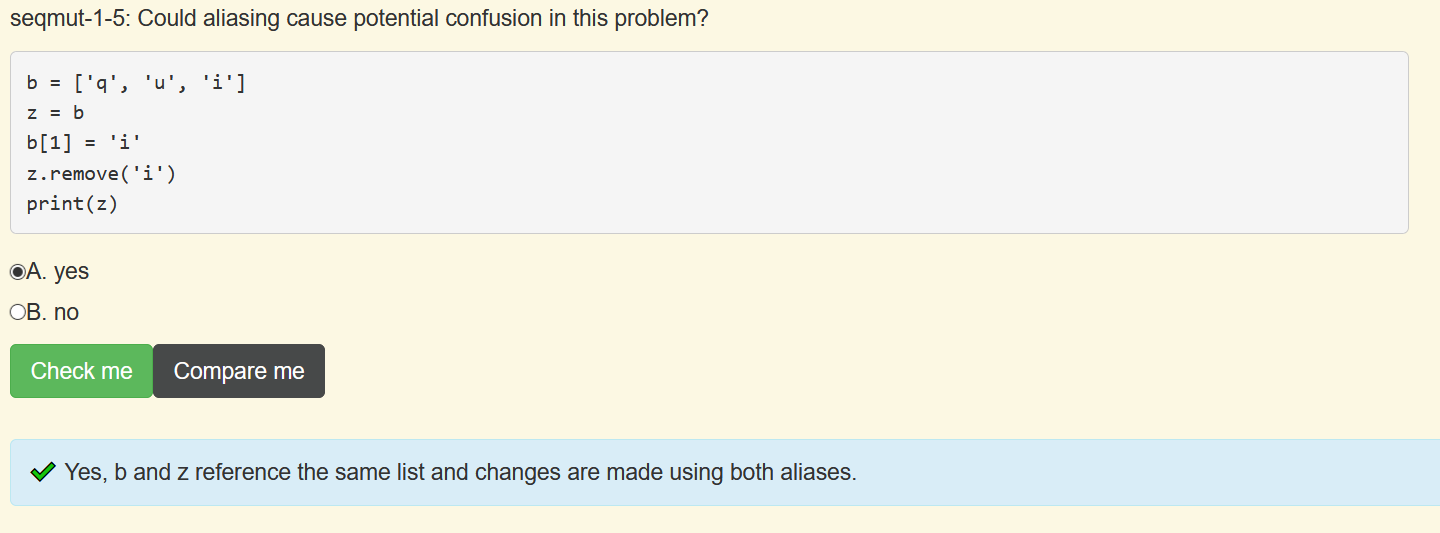 seqmut-1-5: Could aliasing cause potential confusion in this problem?
b = ['q', 'u', 'i']
z = b
b[1] = 'i'
z.remove('i')
print(z)
A. yes
B. no
Check me Compare me
Yes, b and z reference the same list and changes are made using both aliases.